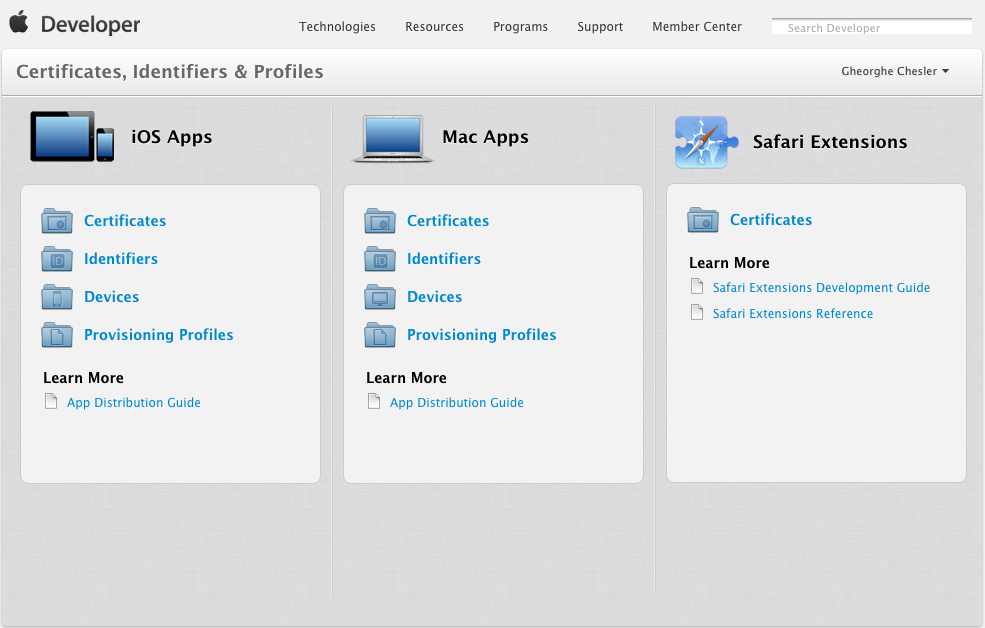 Developer
Technologies Resources Programs Support Member Center Search Developer
Certificates, Identifiers & Profiles
Gheorghe Chesler
iOS Apps
Certificates
ID
Identifiers
Devices
Provisioning Profiles
Learn More
App Distribution Guide
Mac Apps
Certificates
ID
Identifiers
Devices
Provisioning Profiles
Learn More
App Distribution Guide
N
Safari Extensions
Certificates
Learn More
Safari Extensions Development Guide
Safari Extensions Reference